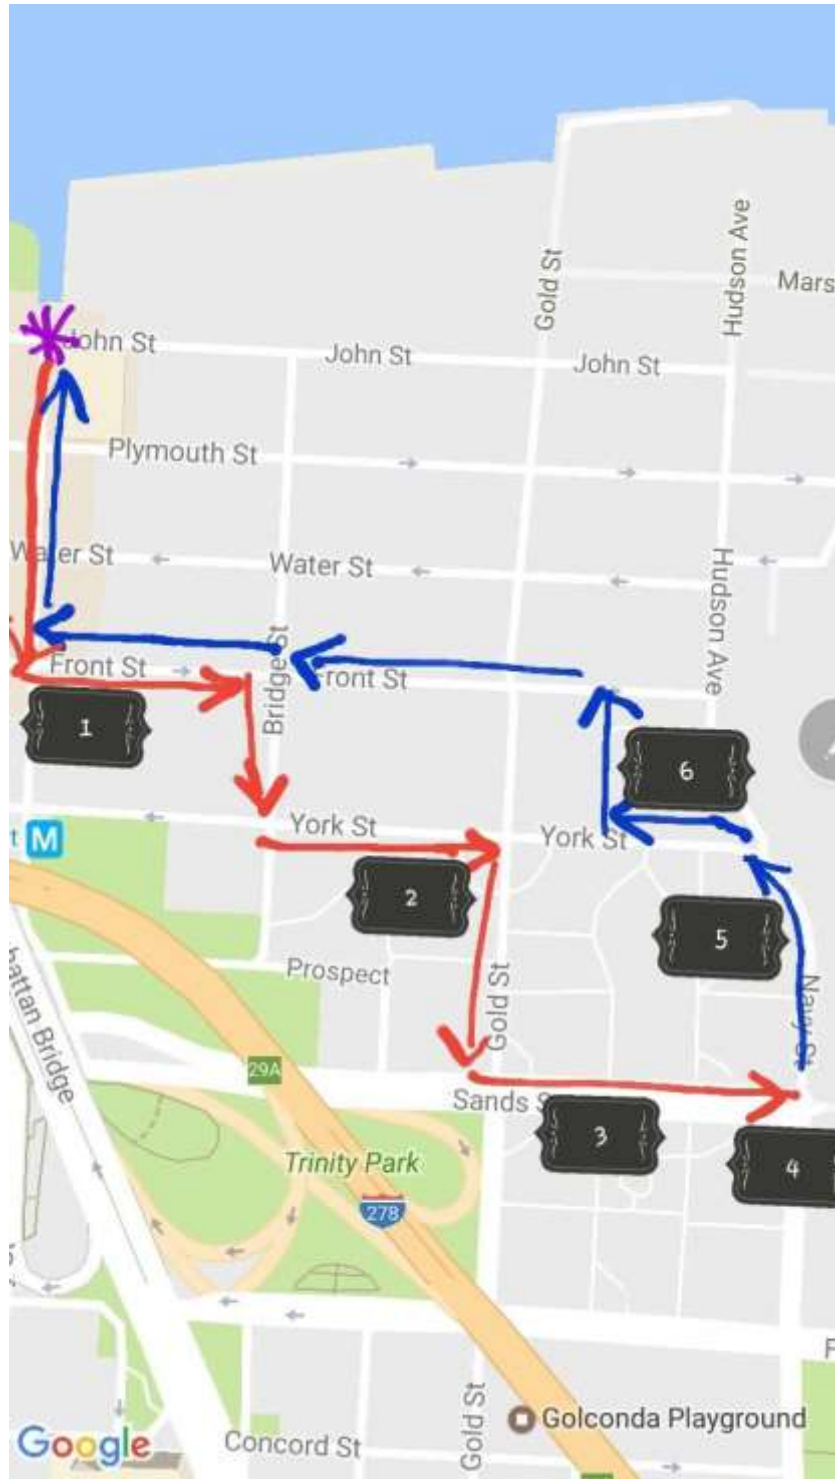 Hudson Ave
Gold St
Mars
John St
John St
John St
Plymouth St
Water St
Water St
Hudson Ave
Bridge St
Front St
Front St
1
6
York St
York St
t M
2
5
Prospect
Gold St
Navy St
hattan Bridge
29A
Sands S
3
4
Trinity Park
278
F
Gold St
Golconda Playground
Google
Concord St